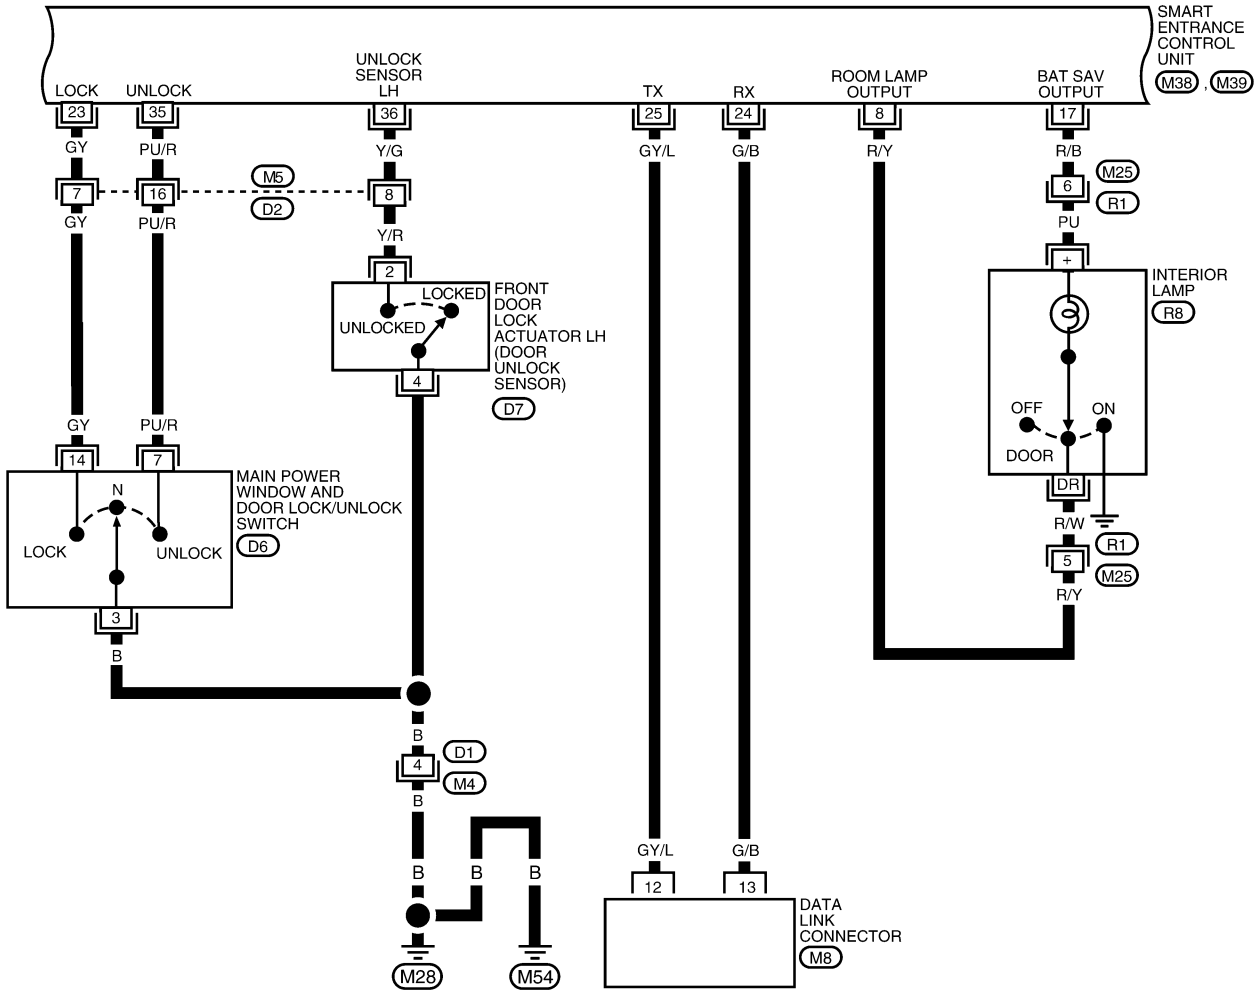 SMART
ENTRANCE
CONTROL
UNIT
M38 , M39
UNLOCK
SENSOR
LH
LOCK
UNLOCK
TX
RX
ROOM LAMP
OUTPUT
BAT SAV
OUTPUT
23
35
36
25
24
8
17
GY
PU/R
Y/G
GY/L
G/B
R/Y
R/B
M5
D2
7
16
8
6
M25
R1
GY
PU/R
Y/R
PU
2
+
LOCKED
UNLOCKED
FRONT
DOOR
LOCK
ACTUATOR LH
(DOOR
UNLOCK
SENSOR)
D7
4
INTERIOR
LAMP
R8
OFF
ON
DOOR
DR
R/W
R1
5
M25
R/Y
GY
PU/R
14
7
N
LOCK
UNLOCK
MAIN POWER
WINDOW AND
DOOR LOCK/UNLOCK
SWITCH
D6
3
B
B
4
D1
M4
B
B
B
B
M28
M54
GY/L
G/B
12
13
DATA
LINK
CONNECTOR
M8